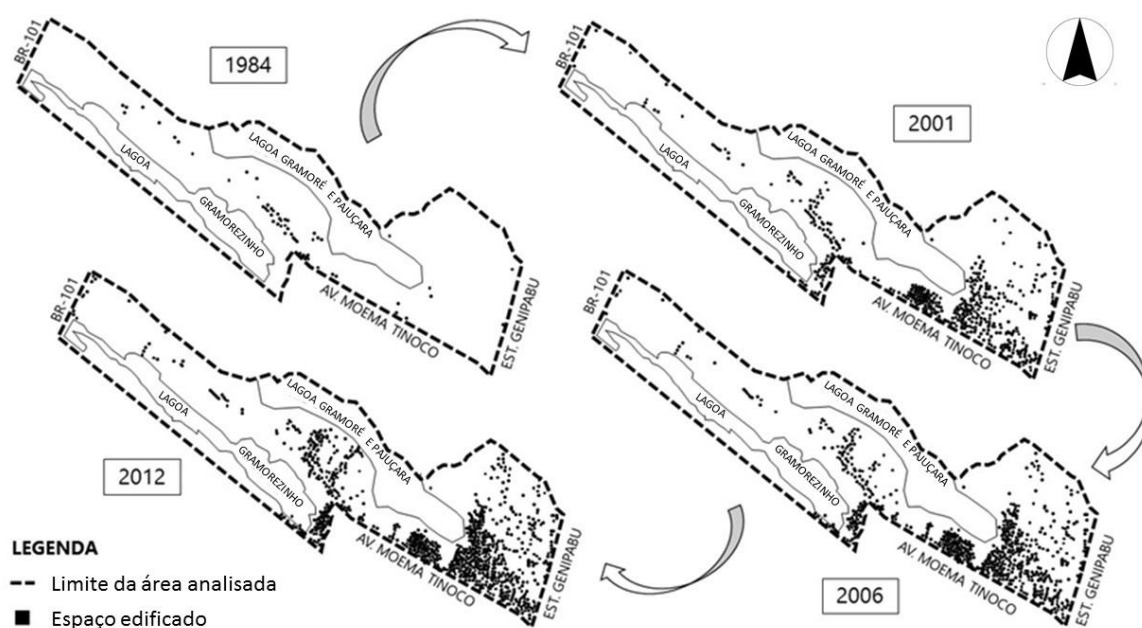 1984
BR-101
LAGOA
GRAMOREZINHO
LAGOA GRAMORÉ E PAJUÇARA
AV. MOEMA TINOCO
EST. GENIPABU
2001
BR-101
LAGOA
GRAMOREZINHO
LAGOA GRAMORÉ E PAJUÇARA
AV. MOEMA TINOCO
EST. GENIPABU
2012
BR-101
LAGOA
GRAMOREZINHO
LAGOA GRAMORÉ E PAJUÇARA
AV. MOEMA TINOCO
EST. GENIPABU
2006
BR-101
LAGOA
GRAMOREZINHO
LAGOA GRAMORÉ E PAJUÇARA
AV. MOEMA TINOCO
EST. GENIPABU
LEGENDA
Limite da área analisada
Espaço edificado